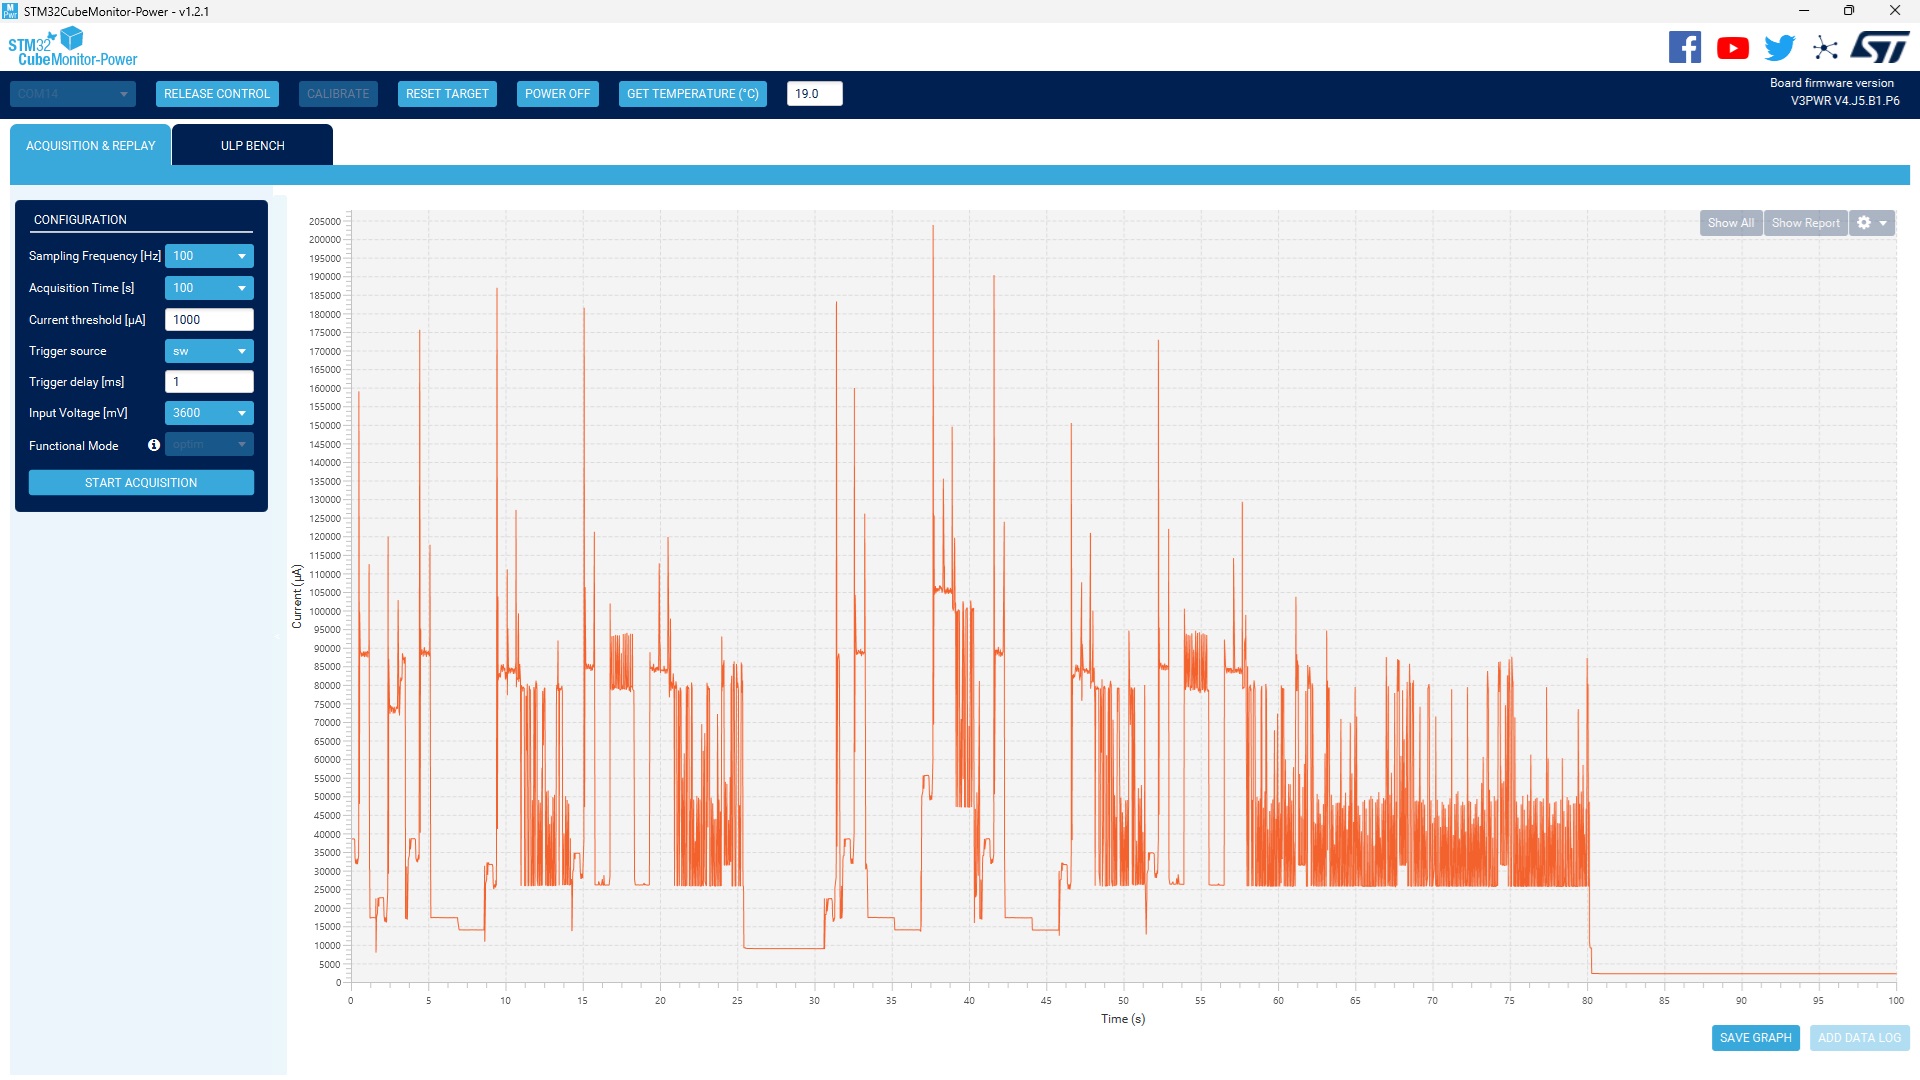 STM32CubeMonitor-Power - v1.2.1
STM32
CubeMonitor-Power
COM14
RELEASE CONTROL
CALIBRATE
RESET TARGET
POWER OFF
GET TEMPERATURE (°C)
19.0
Board firmware version
V3PWR V4.J5.B1.P6
ACQUISITION & REPLAY
ULP BENCH
CONFIGURATION
Sampling Frequency [Hz] 100
Acquisition Time [s] 100
Current threshold [µA] 1000
Trigger source sw
Trigger delay [ms] 1
Input Voltage [mV] 3600
Functional Mode optim
START ACQUISITION
Show All
Show Report
Current (µA)
205000
200000
195000
190000
185000
180000
175000
170000
165000
160000
155000
150000
145000
140000
135000
130000
125000
120000
115000
110000
105000
100000
95000
90000
85000
80000
75000
70000
65000
60000
55000
50000
45000
40000
35000
30000
25000
20000
15000
10000
5000
0
0 5 10 15 20 25 30 35 40 45 50 55 60 65 70 75 80 85 90 95 100
Time (s)
SAVE GRAPH
ADD DATA LOG